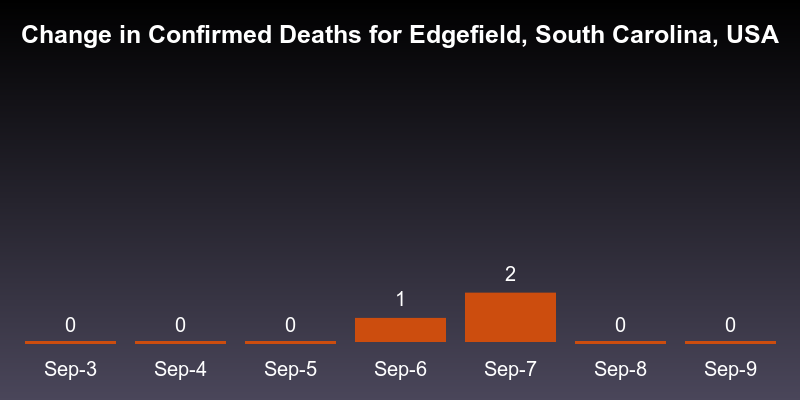 Change in Confirmed Deaths for Edgefield, South Carolina, USA
0 0 0 1 2 0 0
Sep-3 Sep-4 Sep-5 Sep-6 Sep-7 Sep-8 Sep-9